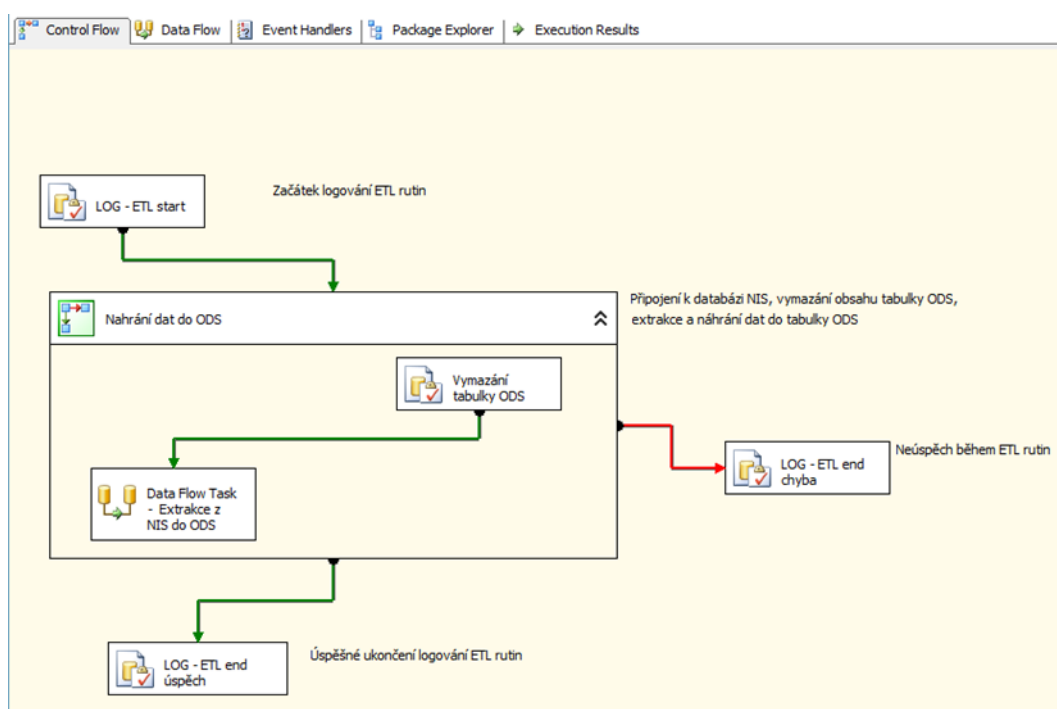 Control Flow
Data Flow
Event Handlers
Package Explorer
Execution Results
LOG - ETL start
Začátek logování ETL rutin
Nahrání dat do ODS
Připojení k databázi NIS, vymazání obsahu tabulky ODS,
extrakce a náhrání dat do tabulky ODS
Vymazání
tabulky ODS
Data Flow Task
- Extrakce z
NIS do ODS
LOG - ETL end
chyba
Neúspěch během ETL rutin
LOG - ETL end
úspěch
Úspěšné ukončení logování ETL rutin